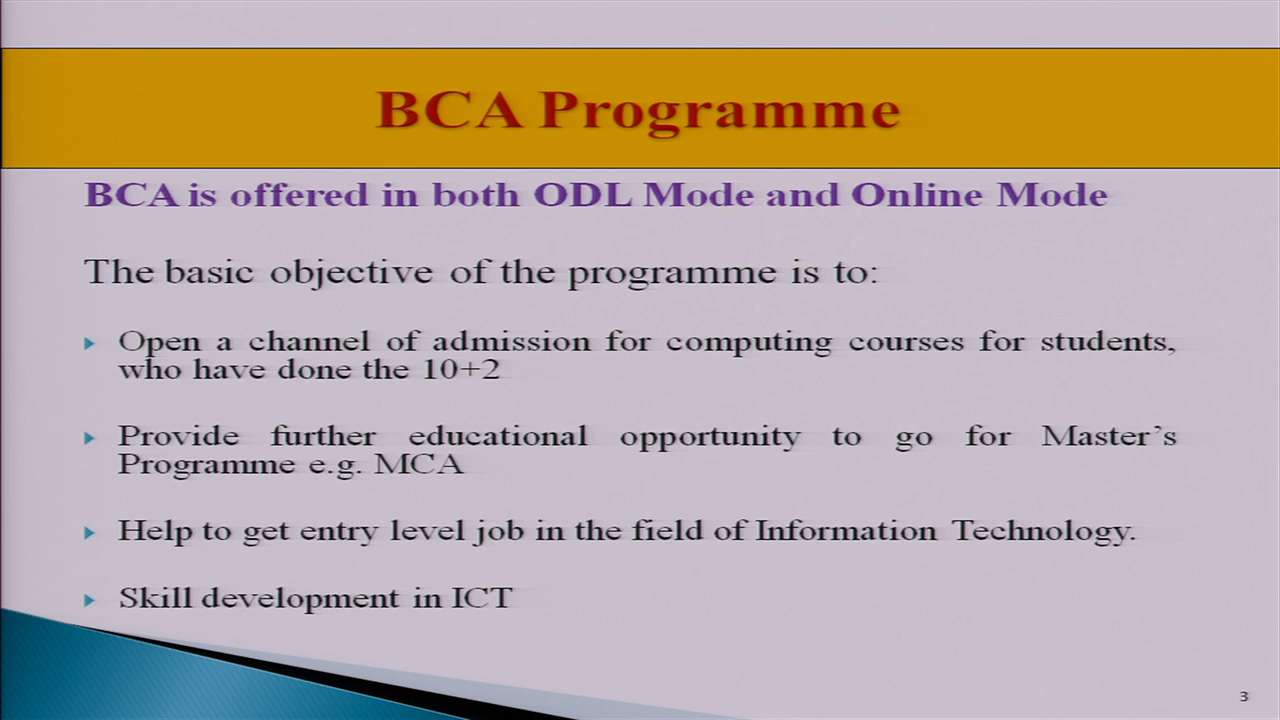 BCA Programme
BCA is offered in both ODL Mode and Online Mode
The basic objective of the programme is to:
Open a channel of admission for computing courses for students,
who have done the 10+2
Provide further educational opportunity to go for Master's
Programme e.g. MCA
Help to get entry level job in the field of Information Technology.
Skill development in ICT
3